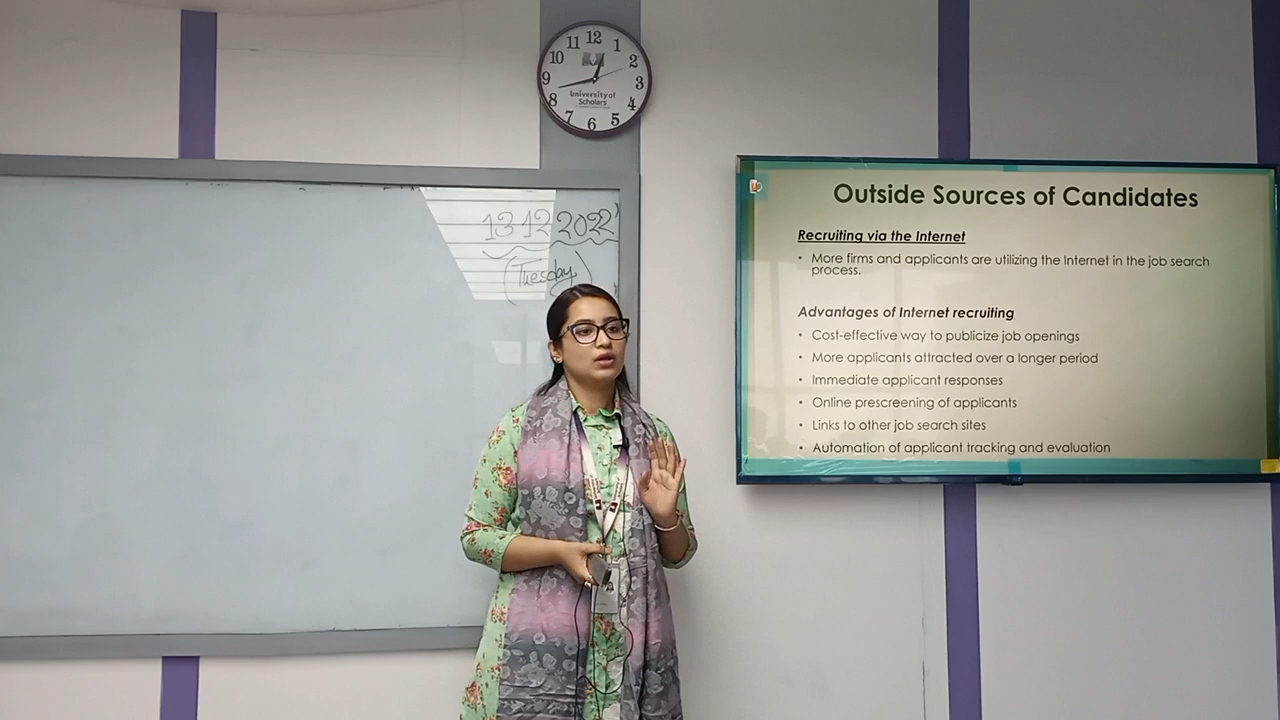 12
11
1
10
2
9
3
University of
Scholars
8
4
7
5
6
13.12.2022
(Tuesday)
Outside Sources of Candidates
Recruiting via the Internet
• More firms and applicants are utilizing the Internet in the job search
process.
Advantages of Internet recruiting
• Cost-effective way to publicize job openings
• More applicants attracted over a longer period
• Immediate applicant responses
• Online prescreening of applicants
• Links to other job search sites
• Automation of applicant tracking and evaluation